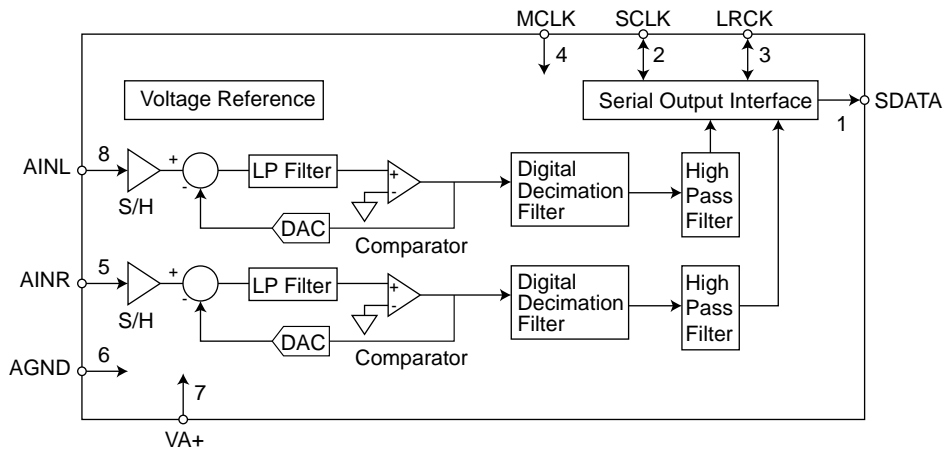 MCLK SCLK LRCK
4 2 3
Voltage Reference
Serial Output Interface
SDATA
1
AINL
8
+
-
S/H
LP Filter
+
-
DAC
Comparator
Digital
Decimation
Filter
High
Pass
Filter
AINR
5
+
-
S/H
LP Filter
+
-
DAC
Comparator
Digital
Decimation
Filter
High
Pass
Filter
AGND
6
7
VA+